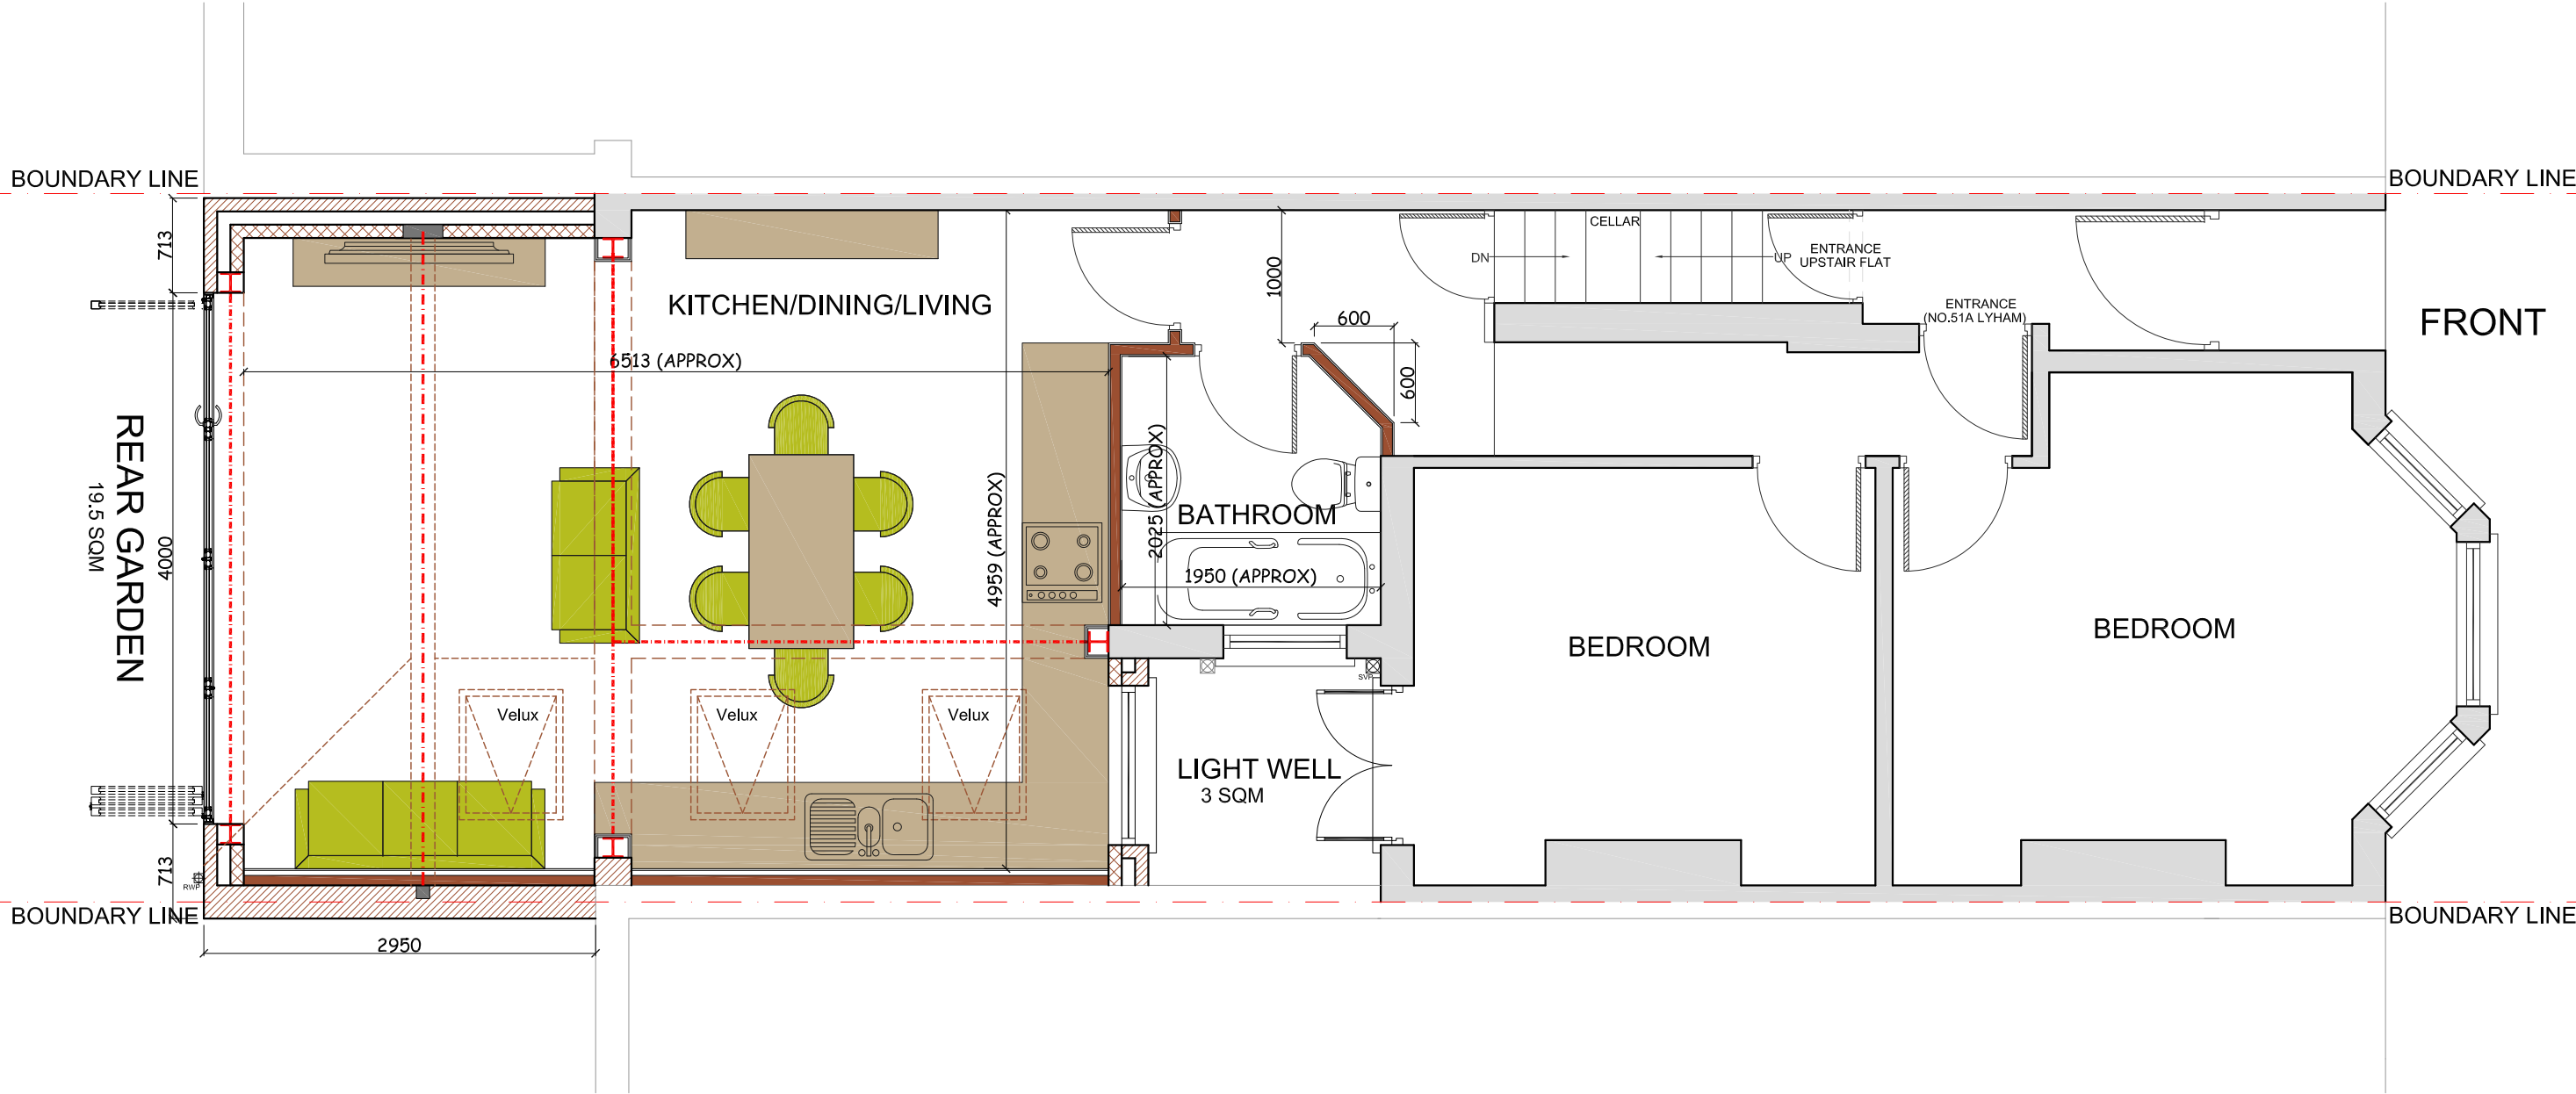 BOUNDARY LINE
BOUNDARY LINE
713
CELLAR
DN
UP
ENTRANCE
UPSTAIR FLAT
1000
KITCHEN/DINING/LIVING
ENTRANCE
(NO.51A LYHAM)
FRONT
600
6513 (APPROX)
600
REAR GARDEN
19.5 SQM
4000
4959 (APPROX)
2025 (APPROX)
BATHROOM
1950 (APPROX)
BEDROOM
BEDROOM
SVP
Velux
Velux
Velux
LIGHT WELL
3 SQM
713
RWP
BOUNDARY LINE
BOUNDARY LINE
2950